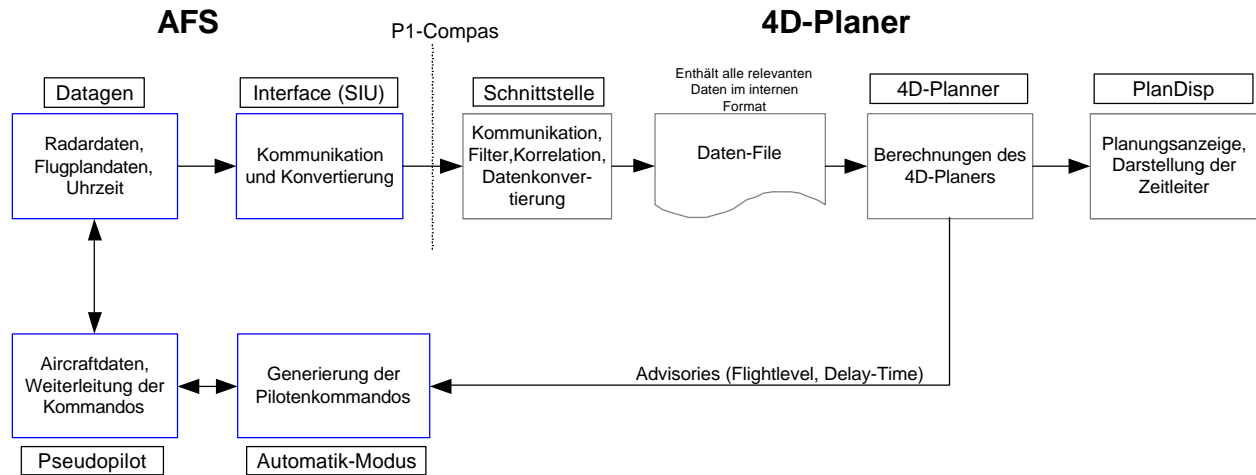 AFS
P1-Compas
4D-Planer
Datagen
Interface (SIU)
Schnittstelle
Enthält alle relevanten
Daten im internen
Format
4D-Planner
PlanDisp
Radardaten,
Flugplandaten,
Uhrzeit
Kommunikation
und Konvertierung
Kommunikation,
Filter,Korrelation,
Datenkonver-
tierung
Daten-File
Berechnungen des
4D-Planers
Planungsanzeige,
Darstellung der
Zeitleiter
Aircraftdaten,
Weiterleitung der
Kommandos
Generierung der
Pilotenkommandos
Advisories (Flightlevel, Delay-Time)
Pseudopilot
Automatik-Modus